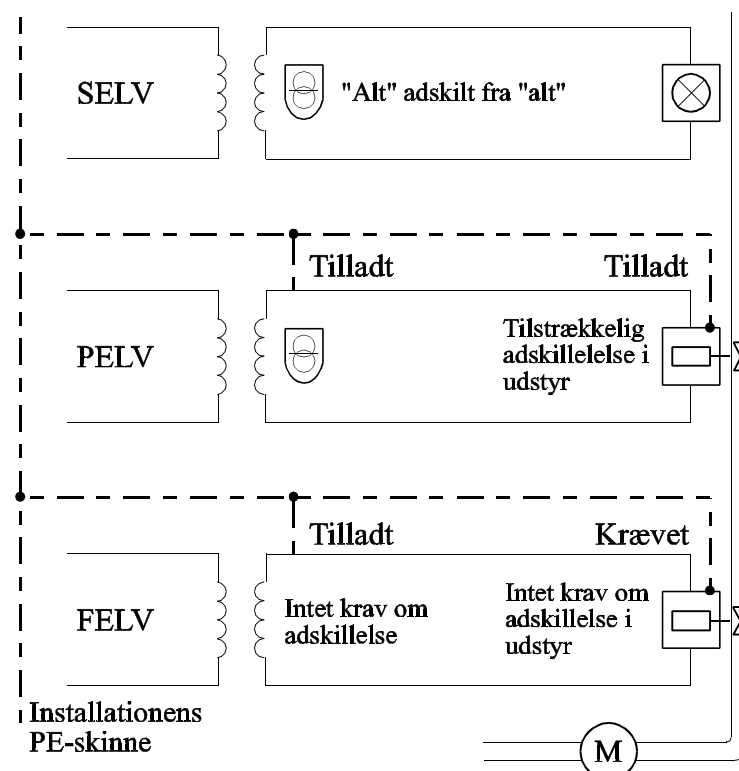 SELV
"Alt" adskilt fra "alt"
Tilladt
Tilladt
PELV
Tilstrækkelig
adskillelelse i
udstyr
Tilladt
Krævet
FELV
Intet krav om
adskillelse
Intet krav om
adskillelse i
udstyr
Installationens
PE-skinne
M